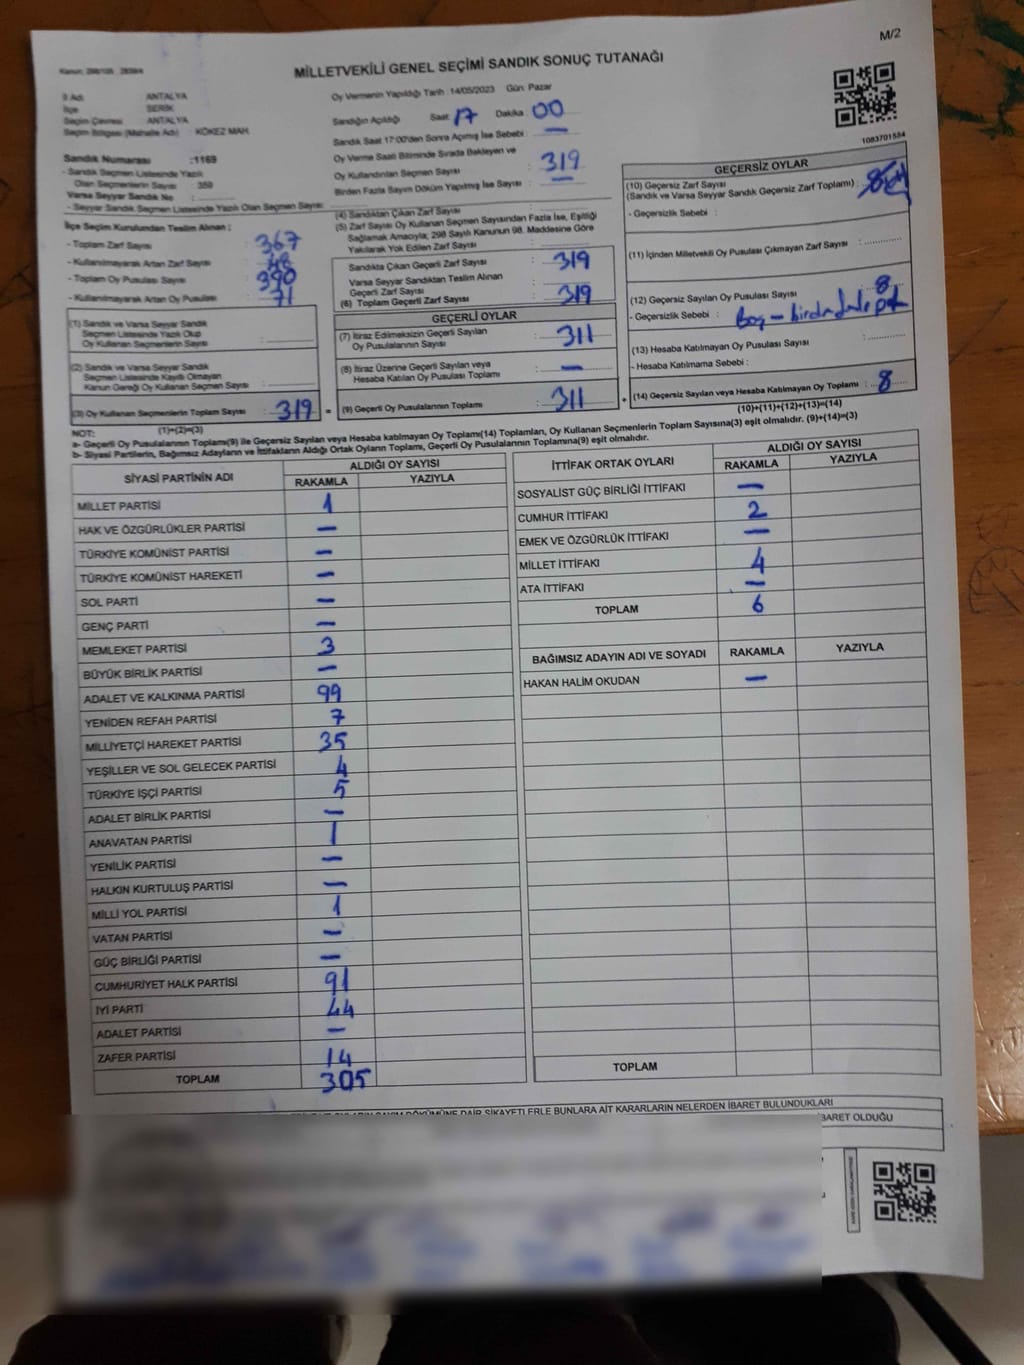 M/2
MİLLETVEKİLİ GENEL SEÇİMİ SANDIK SONUÇ TUTANAĞI
İl Adı ANTALYA
İlçe SERİK
Seçim Çevresi ANTALYA
Seçim Bölgesi (Mahalle Adı) : KÖKEZ MAH.
Sandık Numarası :1169
- Sandık Seçmen Listesinde Yazılı
Olan Seçmenlerin Sayısı : 359
Varsa Seyyar Sandık No :
- Seyyar Sandık Seçmen Listesinde Yazılı Olan Seçmen Sayısı:
Oy Vermenin Yapıldığı Tarih :14/05/2023 Gün: Pazar
Sandığın Açıldığı Saat: 17 Dakika: 00
Sandık Saat 17:00'den Sonra Açılmış İse Sebebi : —
Oy Verme Saati Bitiminde Sırada Bekleyen ve
Oy Kullandırılan Seçmen Sayısı : 319
Birden Fazla Sayım Döküm Yapılmış İse Sayısı : —
1083701584
İlçe Seçim Kurulundan Teslim Alınan ;
- Toplam Zarf Sayısı : 367
- Kullanılmayarak Artan Zarf Sayısı : 48
- Toplam Oy Pusulası Sayısı : 390
- Kullanılmayarak Artan Oy Pusulası : 71
(1) Sandık ve Varsa Seyyar Sandık
Seçmen Listesinde Yazılı Olup
Oy Kullanan Seçmenlerin Sayısı :
(2) Sandık ve Varsa Seyyar Sandık
Seçmen Listesinde Kayıtlı Olmayan
Kanun Gereği Oy Kullanan Seçmen Sayısı :
(3) Oy Kullanan Seçmenlerin Toplam Sayısı : 319 =
(1)+(2)=(3)
(4) Sandıktan Çıkan Zarf Sayısı :
(5) Zarf Sayısı Oy Kullanan Seçmen Sayısından Fazla İse, Eşitliği
Sağlamak Amacıyla; 298 Sayılı Kanunun 98. Maddesine Göre
Yakılarak Yok Edilen Zarf Sayısı :
Sandıkta Çıkan Geçerli Zarf Sayısı : 319
Varsa Seyyar Sandıktan Teslim Alınan
Geçerli Zarf Sayısı :
(6) Toplam Geçerli Zarf Sayısı : 319
GEÇERLİ OYLAR
(7) İtiraz Edilmeksizin Geçerli Sayılan
Oy Pusulalarının Sayısı : 311
(8) İtiraz Üzerine Geçerli Sayılan veya
Hesaba Katılan Oy Pusulası Toplamı : —
(9) Geçerli Oy Pusulalarının Toplamı : 311 +
GEÇERSİZ OYLAR
(10) Geçersiz Zarf Sayısı
(Sandık ve Varsa Seyyar Sandık Geçersiz Zarf Toplamı) :
- Geçersizlik Sebebi :
(11) İçinden Milletvekili Oy Pusulası Çıkmayan Zarf Sayısı :
(12) Geçersiz Sayılan Oy Pusulası Sayısı : 8
- Geçersizlik Sebebi : Boş -
(13) Hesaba Katılmayan Oy Pusulası Sayısı :
- Hesaba Katılmama Sebebi :
(14) Geçersiz Sayılan veya Hesaba Katılmayan Oy Toplamı : 8
(10)+(11)+(12)+(13)=(14)
NOT:
a- Geçerli Oy Pusulalarının Toplamı(9) ile Geçersiz Sayılan veya Hesaba katılmayan Oy Toplamı(14) Toplamları, Oy Kullanan Seçmenlerin Toplam Sayısına(3) eşit olmalıdır. (9)+(14)=(3)
b- Siyasi Partilerin, Bağımsız Adayların ve İttifakların Aldığı Ortak Oyların Toplamı, Geçerli Oy Pusulalarının Toplamına(9) eşit olmalıdır.
SİYASİ PARTİNİN ADI ALDIĞI OY SAYISI
RAKAMLA YAZIYLA
MİLLET PARTİSİ 1
HAK VE ÖZGÜRLÜKLER PARTİSİ —
TÜRKİYE KOMÜNİST PARTİSİ —
TÜRKİYE KOMÜNİST HAREKETİ —
SOL PARTİ —
GENÇ PARTİ —
MEMLEKET PARTİSİ 3
BÜYÜK BİRLİK PARTİSİ —
ADALET VE KALKINMA PARTİSİ 99
YENİDEN REFAH PARTİSİ 7
MİLLİYETÇİ HAREKET PARTİSİ 35
YEŞİLLER VE SOL GELECEK PARTİSİ 4
TÜRKİYE İŞÇİ PARTİSİ 5
ADALET BİRLİK PARTİSİ —
ANAVATAN PARTİSİ 1
YENİLİK PARTİSİ —
HALKIN KURTULUŞ PARTİSİ —
MİLLİ YOL PARTİSİ 1
VATAN PARTİSİ —
GÜÇ BİRLİĞİ PARTİSİ —
CUMHURİYET HALK PARTİSİ 91
İYİ PARTİ 44
ADALET PARTİSİ —
ZAFER PARTİSİ 14
TOPLAM 305
İTTİFAK ORTAK OYLARI ALDIĞI OY SAYISI
RAKAMLA YAZIYLA
SOSYALİST GÜÇ BİRLİĞİ İTTİFAKI —
CUMHUR İTTİFAKI 2
EMEK VE ÖZGÜRLÜK İTTİFAKI —
MİLLET İTTİFAKI 4
ATA İTTİFAKI —
TOPLAM 6
BAĞIMSIZ ADAYIN ADI VE SOYADI RAKAMLA YAZIYLA
HAKAN HALİM OKUDAN —
TOPLAM
DÖKÜMÜNE DAİR ŞİKAYETLERLE BUNLARA AİT KARARLARIN NELERDEN İBARET BULUNDUKLARI
İBARET OLDUĞU